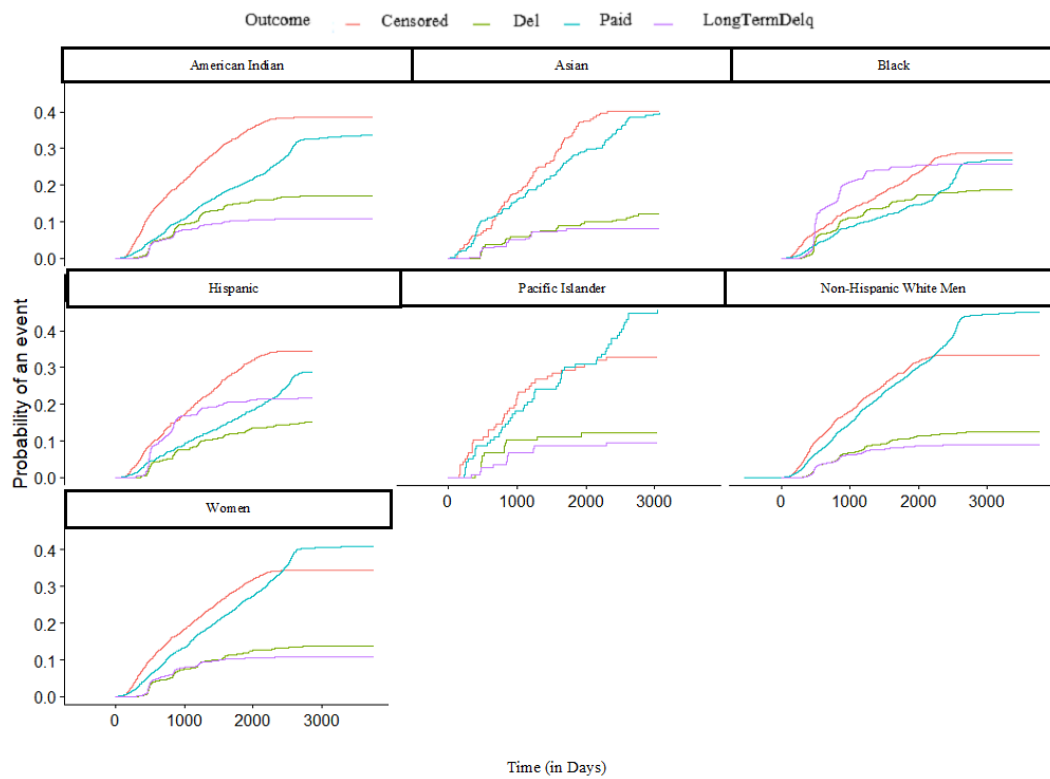 Outcome Censored Del Paid LongTermDelq
American Indian Asian Black
0.4
0.3
0.2
0.1
0.0
Hispanic Pacific Islander Non-Hispanic White Men
0.4
0.3
0.2
0.1
0.0
0 1000 2000 3000 0 1000 2000 3000
Women
0.4
0.3
0.2
0.1
0.0
0 1000 2000 3000
Probability of an event
Time (in Days)